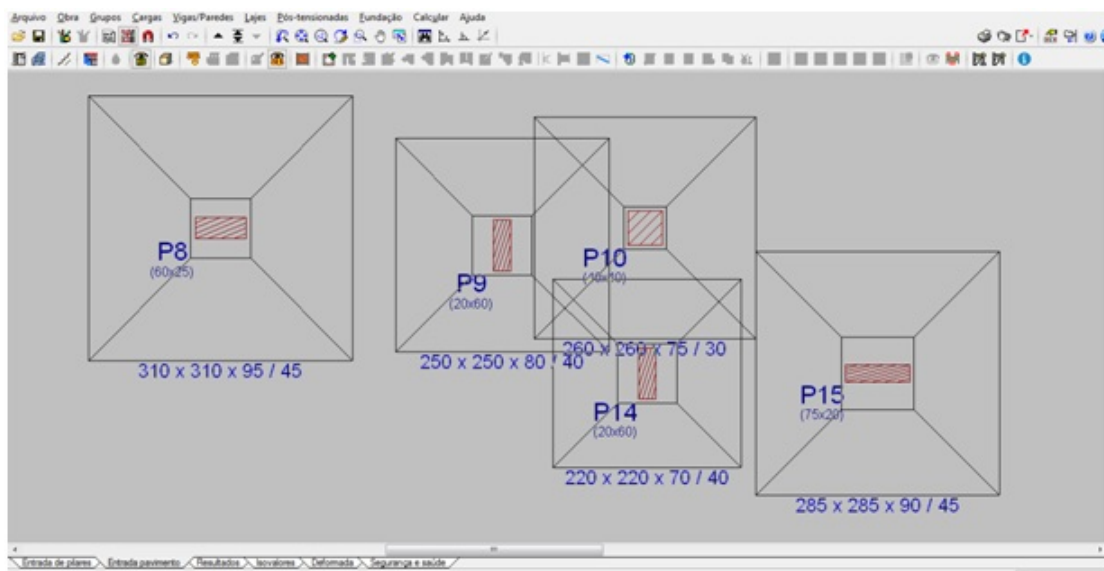 Arquivo Obra Grupos Cargas Vigas/Paredes Lajes Pós-tensionadas Fundação Calcular Ajuda
P8
(60x25)
310 x 310 x 95 / 45
P9
(20x60)
250 x 250 x 80 / 40
P10
260 x 260 x 75 / 30
P14
(20x60)
220 x 220 x 70 / 40
P15
(75x20)
285 x 285 x 90 / 45
Entrada de pilares Entrada pavimento Resultados Isovalores Deformada Segurança e saúde